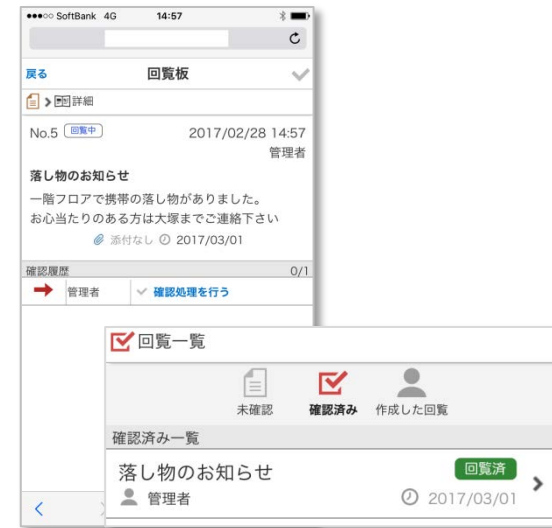 SoftBank 4G 14:57
戻る 回覧板
詳細
No.5 回覧中 2017/02/28 14:57
管理者
落し物のお知らせ
一階フロアで携帯の落し物がありました。
お心当たりのある方は大塚までご連絡下さい
添付なし 2017/03/01
確認履歴 0/1
管理者 確認処理を行う
回覧一覧
未確認 確認済み 作成した回覧
確認済み一覧
落し物のお知らせ 回覧済
管理者 2017/03/01